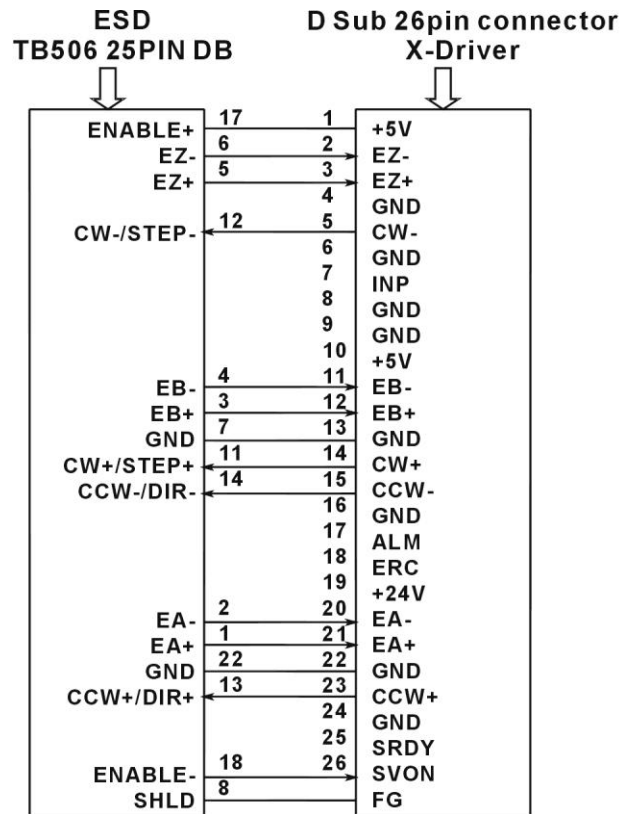 ESD D Sub 26pin connector
TB506 25PIN DB X-Driver
ENABLE+ 17 1 +5V
EZ- 6 2 EZ-
EZ+ 5 3 EZ+
4 GND
CW-/STEP- 12 5 CW-
6 GND
7 INP
8 GND
9 GND
10 +5V
EB- 4 11 EB-
EB+ 3 12 EB+
GND 7 13 GND
CW+/STEP+ 11 14 CW+
CCW-/DIR- 14 15 CCW-
16 GND
17 ALM
18 ERC
19 +24V
EA- 2 20 EA-
EA+ 1 21 EA+
GND 22 22 GND
CCW+/DIR+ 13 23 CCW+
24 GND
25 SRDY
ENABLE- 18 26 SVON
SHLD 8 FG